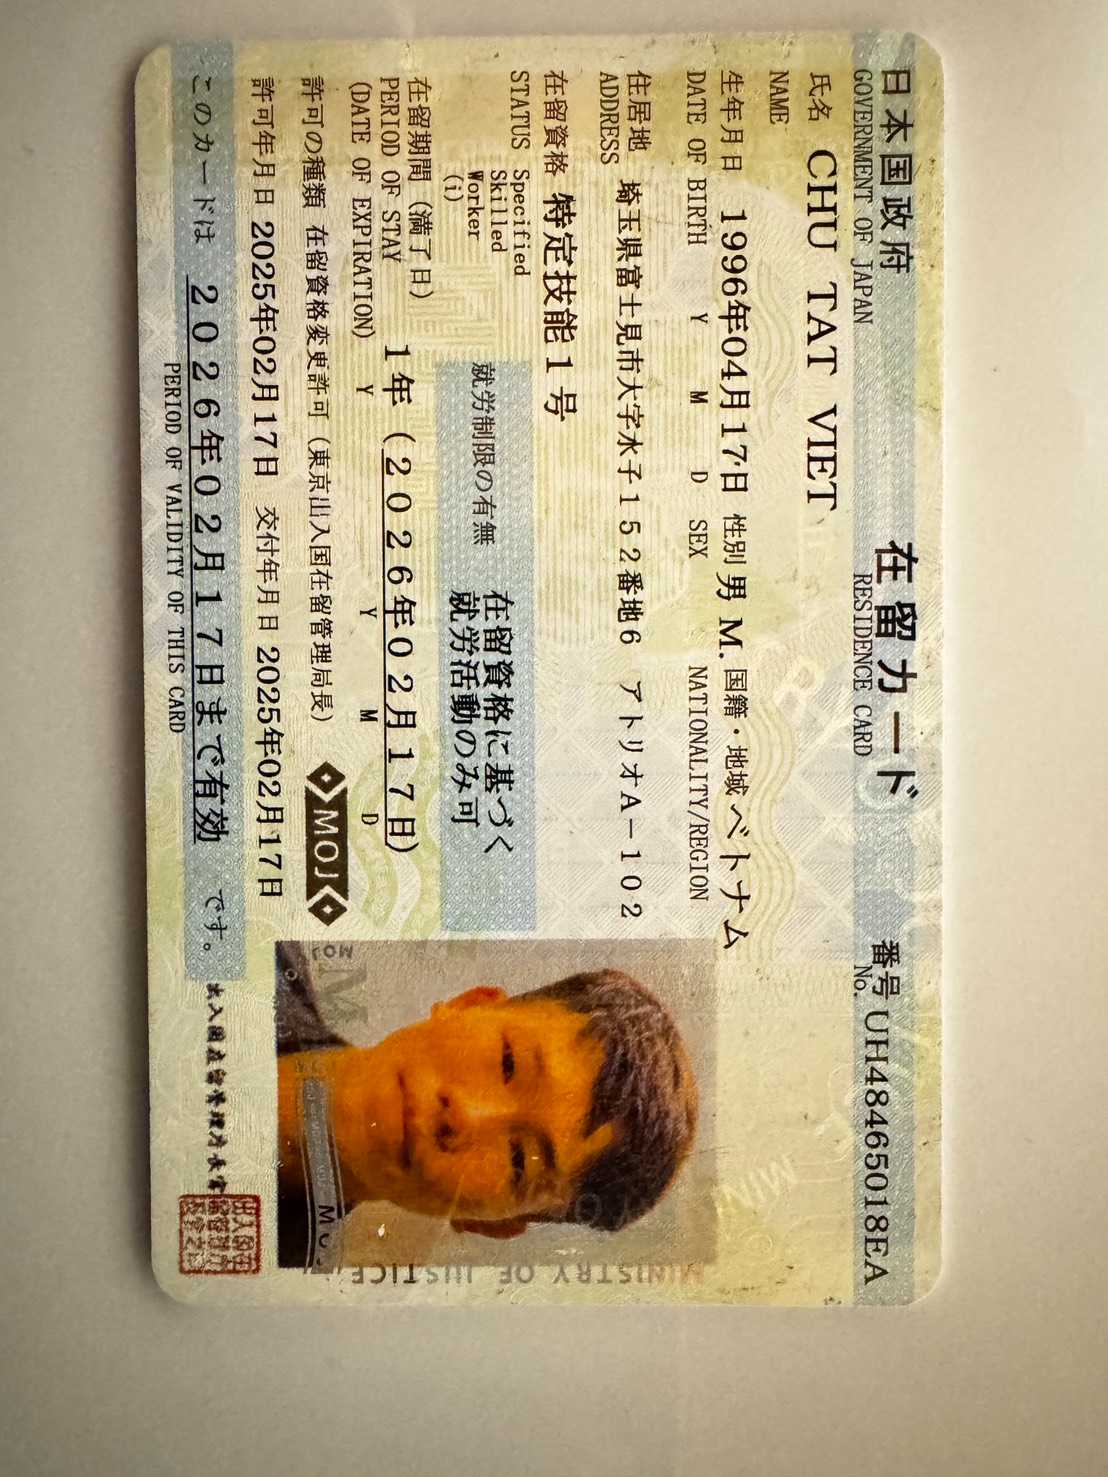 日本国政府 在留カード 番号 UH48465018EA
GOVERNMENT OF JAPAN RESIDENCE CARD No.
氏名 CHU TAT VIET
NAME
生年月日 1996年04月17日 性別 男 M. 国籍・地域 ベトナム
DATE OF BIRTH Y M D SEX NATIONALITY/REGION
住居地 埼玉県富士見市大字水子152番地6 アトリオA-102
ADDRESS
在留資格 特定技能1号
STATUS Specified Skilled Worker (i)
就労制限の有無 在留資格に基づく
就労活動のみ可
在留期間(満了日) 1年(2026年02月17日)
PERIOD OF STAY
(DATE OF EXPIRATION) Y Y M D
許可の種類 在留資格変更許可(東京出入国在留管理局長)
MOJ
許可年月日 2025年02月17日 交付年月日 2025年02月17日
このカードは 2026年02月17日まで有効 です。
PERIOD OF VALIDITY OF THIS CARD
出入国在留管理庁長官
MINISTRY OF JUSTICE